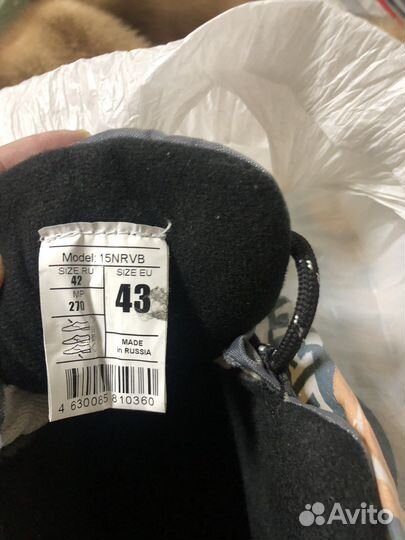 Model: 15NRVB
SIZE RU
42
MP
270
SIZE EU
43
MADE
in RUSSIA
4 630085 810360
Avito